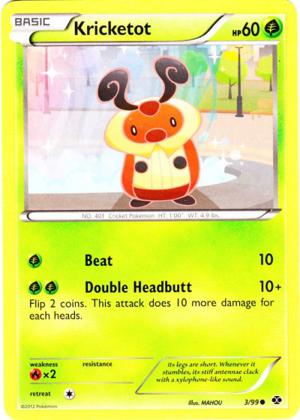 BASIC
Kricketot
HP60
NO. 401 Cricket Pokémon HT. 1'00" WT. 4.9 lbs.
Beat 10
Double Headbutt 10+
Flip 2 coins. This attack does 10 more damage for
each heads.
weakness
×2
resistance
retreat
its legs are short. Whenever it
stumbles, its stiff antennae clack
with a xylophone-like sound.
©2012 Pokémon
Illus. MAHOU
3/99